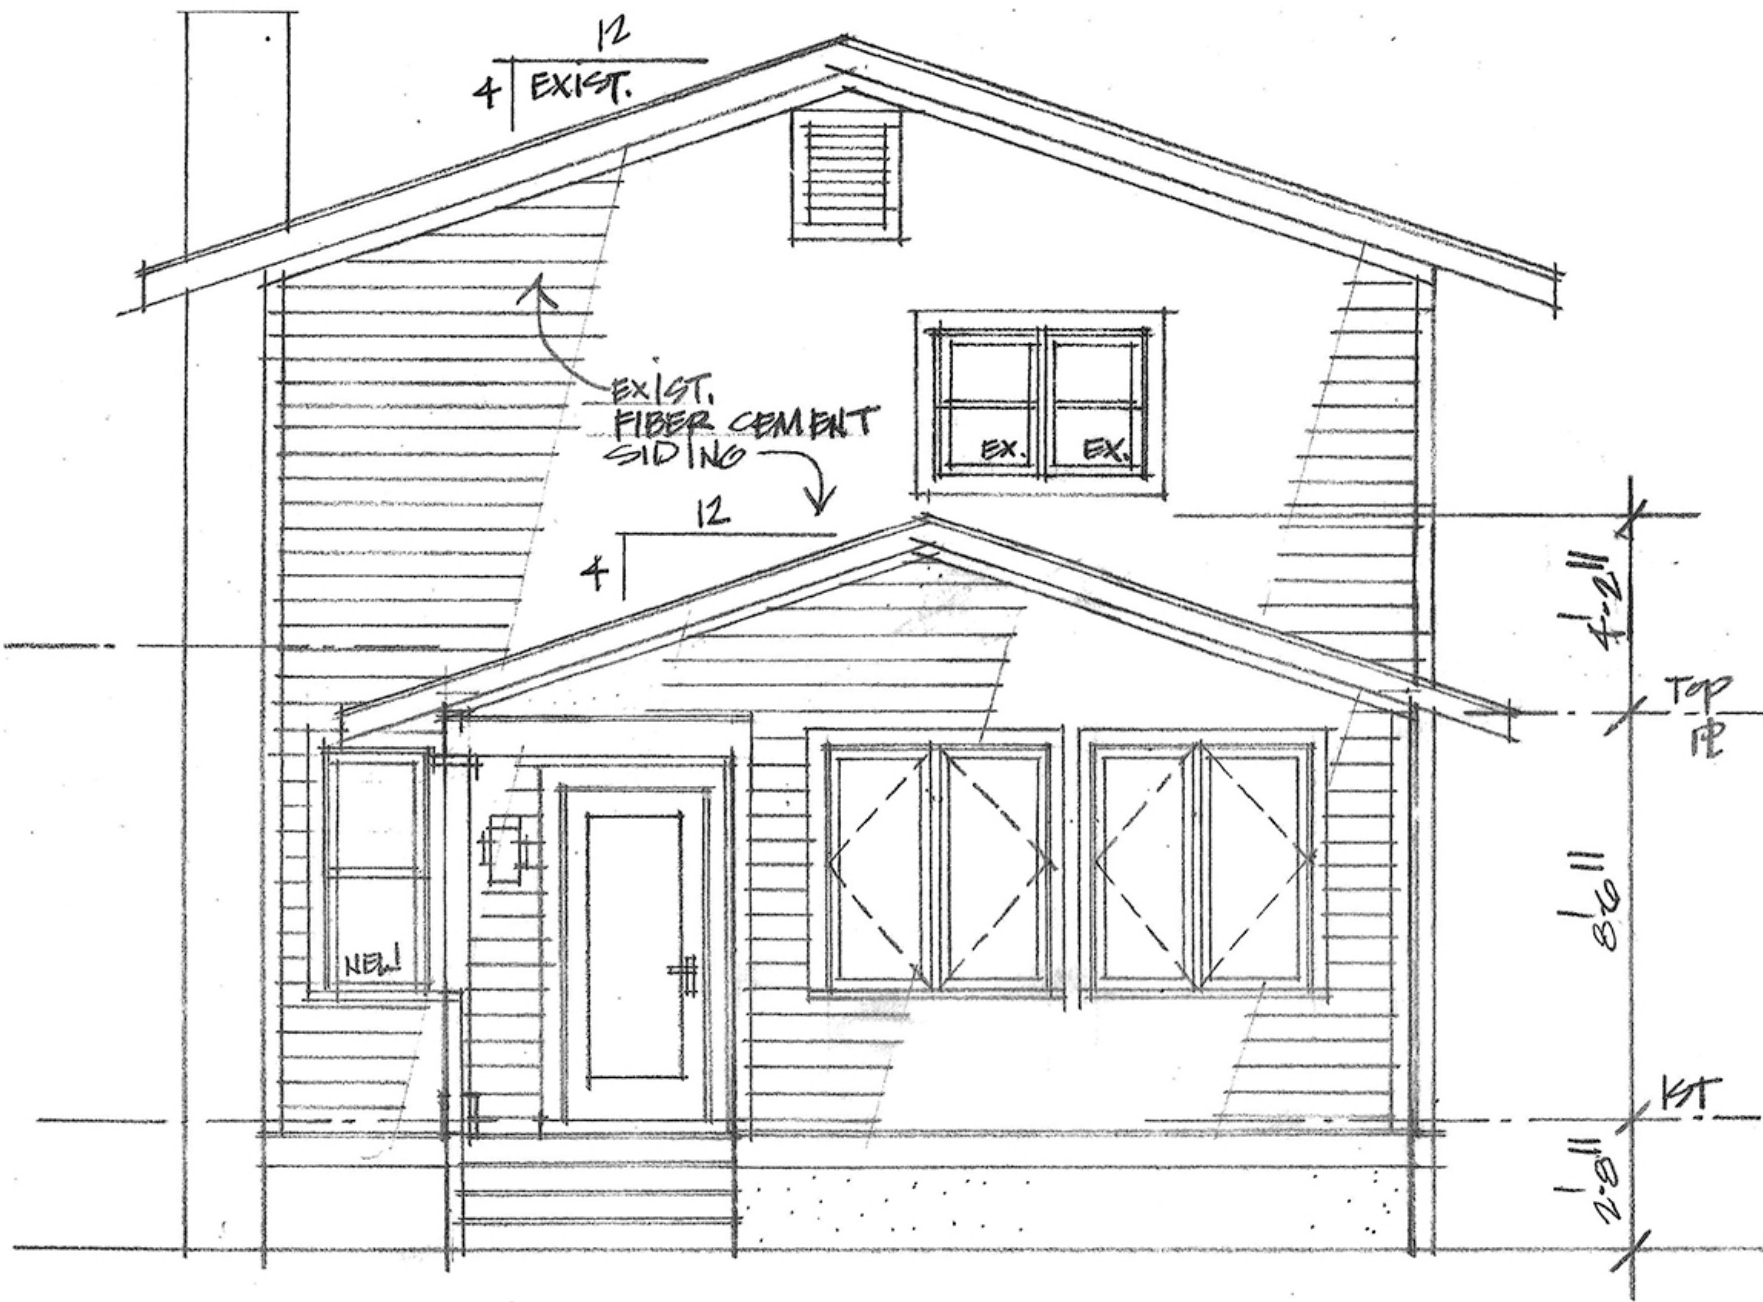 12
4 EXIST.
EXIST.
FIBER CEMENT
SIDING
EX. EX.
12
4
4'-2"
TOP
PL
8'-6"
NEW
1ST
2'-8"